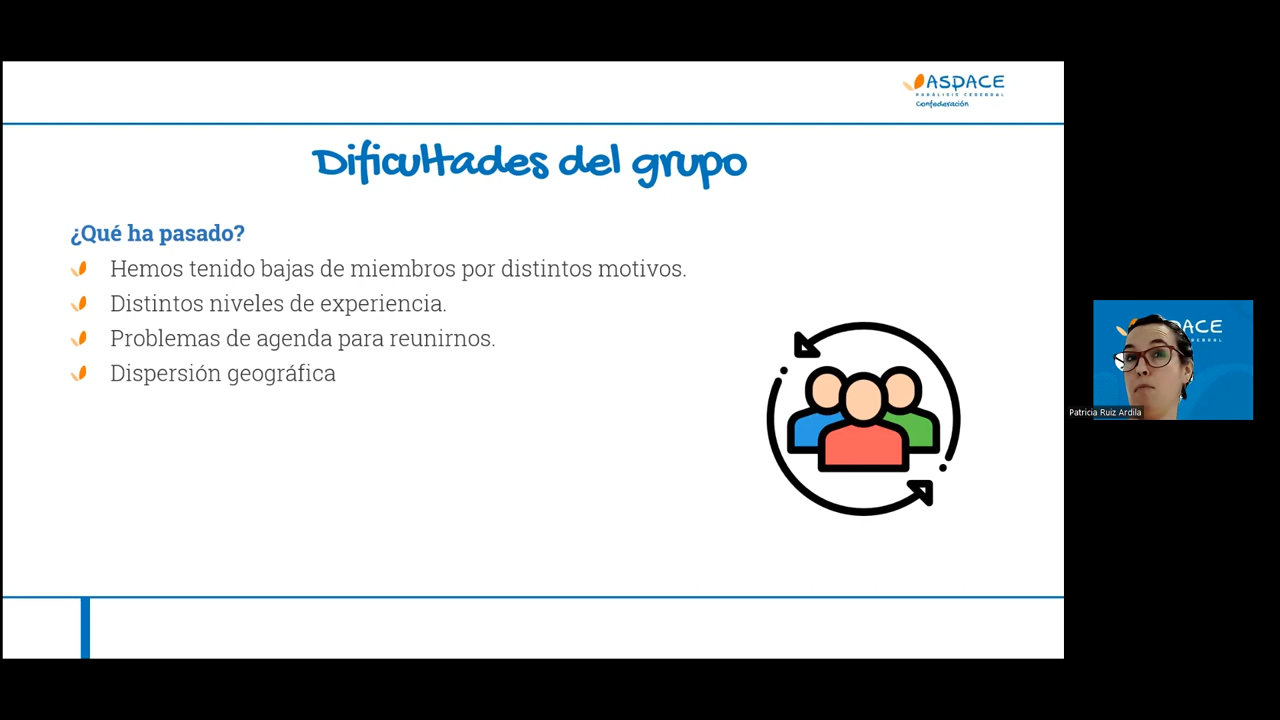 ASPACE
PARÁLISIS CEREBRAL
Confederación
Dificultades del grupo
¿Qué ha pasado?
Hemos tenido bajas de miembros por distintos motivos.
Distintos niveles de experiencia.
Problemas de agenda para reunirnos.
Dispersión geográfica
PACE
Patricia Ruiz Ardila